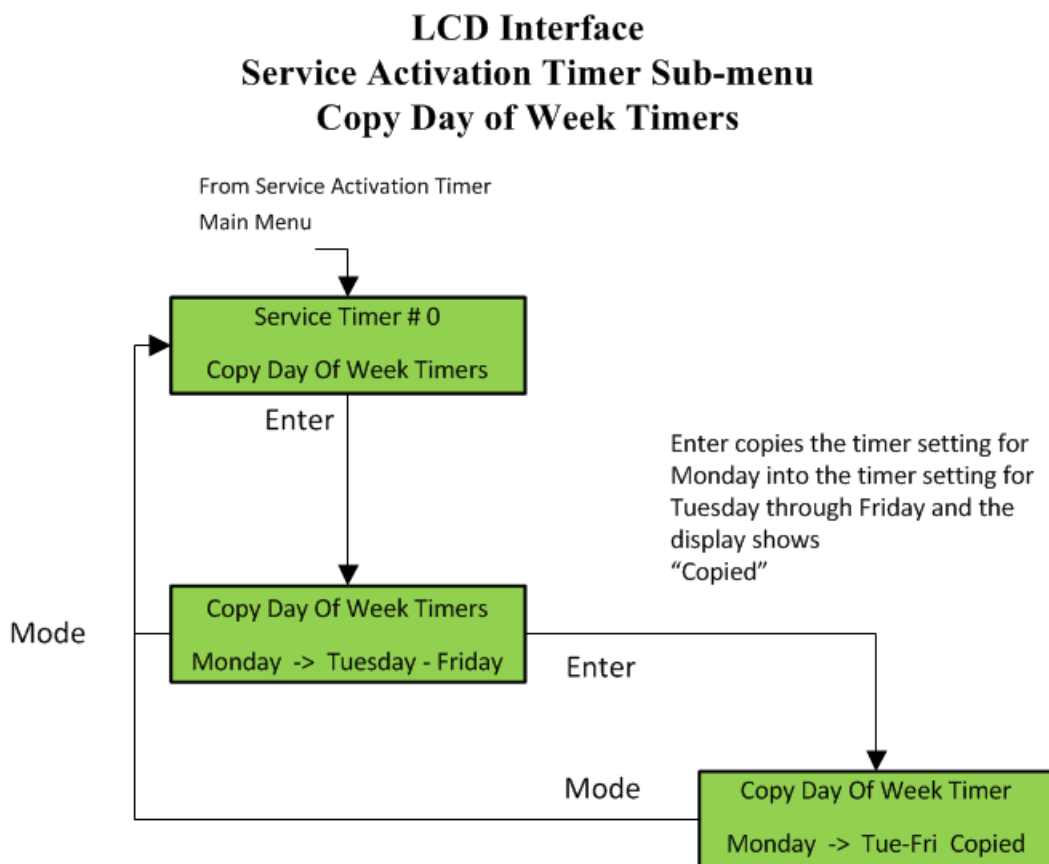 LCD Interface
Service Activation Timer Sub-menu
Copy Day of Week Timers
From Service Activation Timer
Main Menu
Service Timer # 0
Copy Day Of Week Timers
Enter
Enter copies the timer setting for
Monday into the timer setting for
Tuesday through Friday and the
display shows
“Copied”
Copy Day Of Week Timers
Monday -> Tuesday - Friday
Mode
Enter
Mode
Copy Day Of Week Timer
Monday -> Tue-Fri Copied